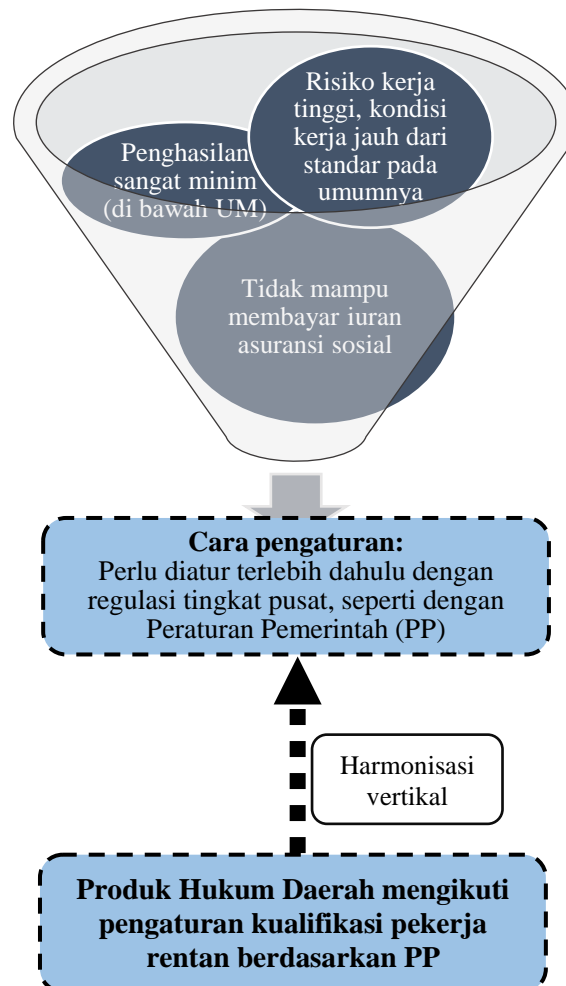 Risiko kerja
tinggi, kondisi
kerja jauh dari
standar pada
umumnya
Penghasilan
sangat minim
(di bawah UM)
Tidak mampu
membayar iuran
asuransi sosial
Cara pengaturan:
Perlu diatur terlebih dahulu dengan
regulasi tingkat pusat, seperti dengan
Peraturan Pemerintah (PP)
Harmonisasi
vertikal
Produk Hukum Daerah mengikuti
pengaturan kualifikasi pekerja
rentan berdasarkan PP